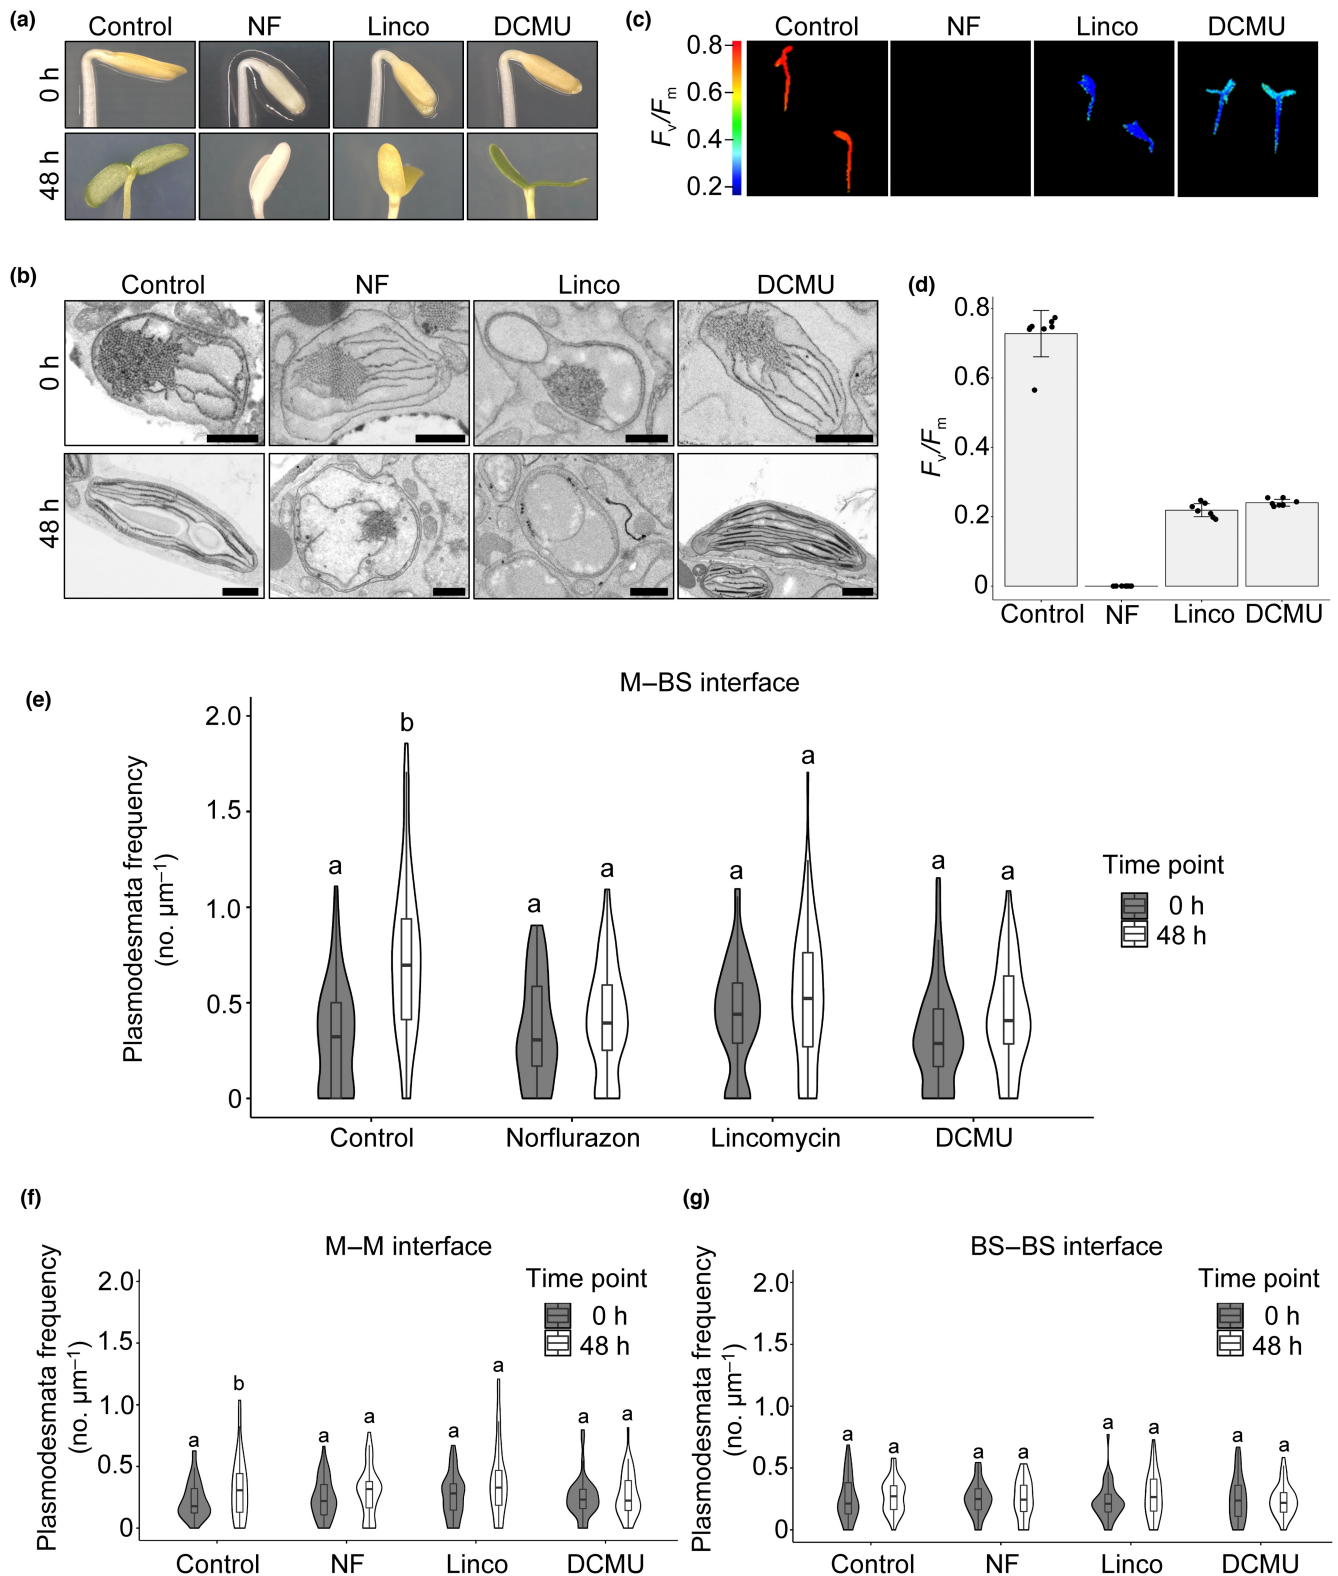 (a)
Control NF Linco DCMU
0 h
48 h
(c)
Control NF Linco DCMU
Fv/Fm
0.8
0.6
0.4
0.2
(b)
Control NF Linco DCMU
0 h
48 h
(d)
Fv/Fm
0.8
0.6
0.4
0.2
0
Control NF Linco DCMU
(e)
M–BS interface
Plasmodesmata frequency
(no. µm⁻¹)
2.0
1.5
1.0
0.5
0
a b a a a a a a
Control Norflurazon Lincomycin DCMU
Time point
0 h
48 h
(f)
M–M interface
Plasmodesmata frequency
(no. µm⁻¹)
2.0
1.5
1.0
0.5
0
a b a a a a a a
Control NF Linco DCMU
Time point
0 h
48 h
(g)
BS–BS interface
Plasmodesmata frequency
(no. µm⁻¹)
2.0
1.5
1.0
0.5
0
a a a a a a a a
Control NF Linco DCMU
Time point
0 h
48 h